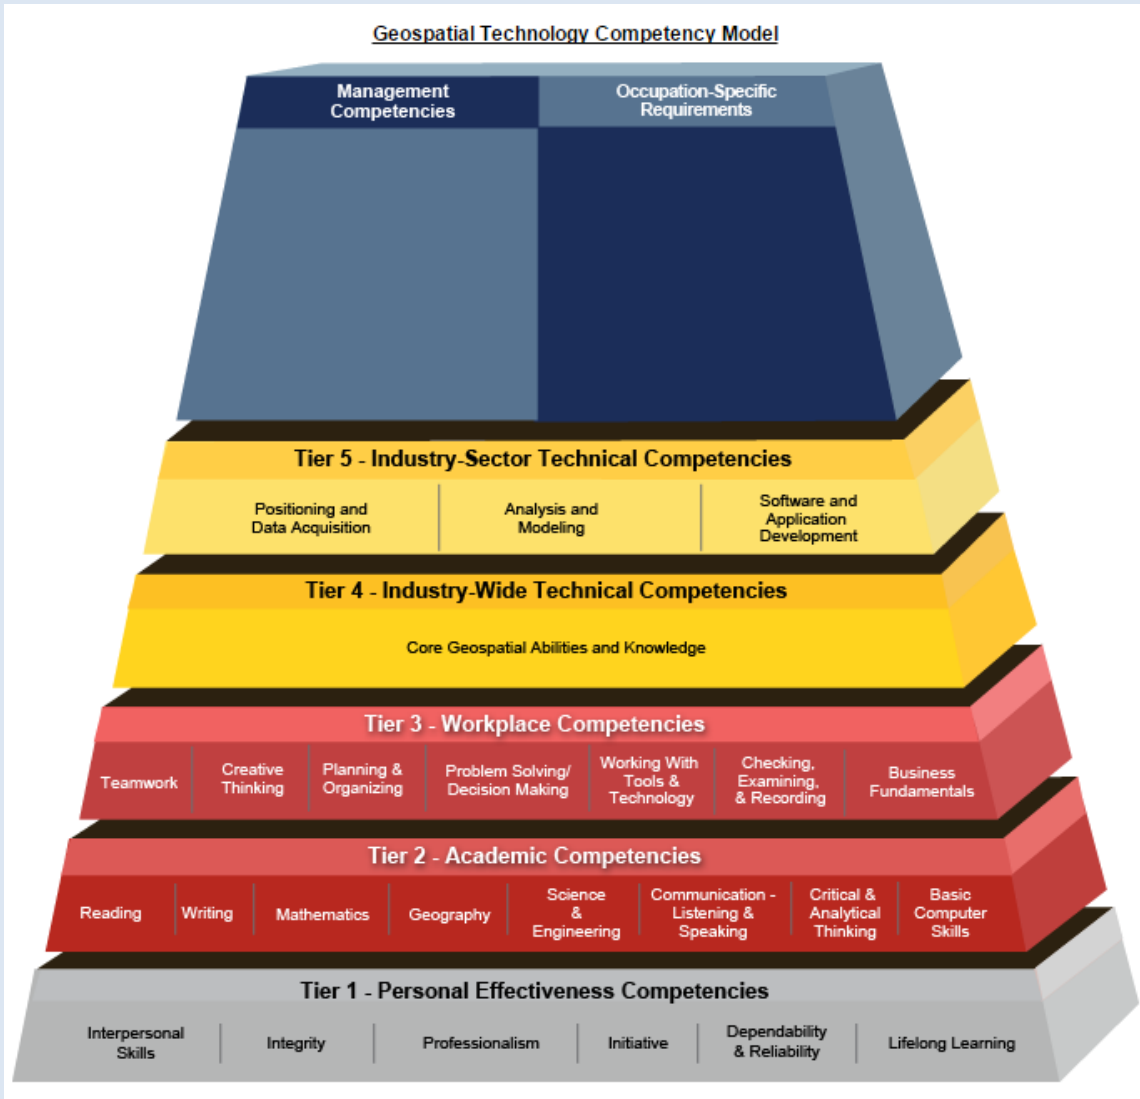 Geospatial Technology Competency Model
Management
Competencies
Occupation-Specific
Requirements
Tier 5 - Industry-Sector Technical Competencies
Positioning and
Data Acquisition
Analysis and
Modeling
Software and
Application
Development
Tier 4 - Industry-Wide Technical Competencies
Core Geospatial Abilities and Knowledge
Tier 3 - Workplace Competencies
Teamwork
Creative
Thinking
Planning &
Organizing
Problem Solving/
Decision Making
Working With
Tools &
Technology
Checking,
Examining,
& Recording
Business
Fundamentals
Tier 2 - Academic Competencies
Reading
Writing
Mathematics
Geography
Science
&
Engineering
Communication -
Listening &
Speaking
Critical &
Analytical
Thinking
Basic
Computer
Skills
Tier 1 - Personal Effectiveness Competencies
Interpersonal
Skills
Integrity
Professionalism
Initiative
Dependability
& Reliability
Lifelong Learning